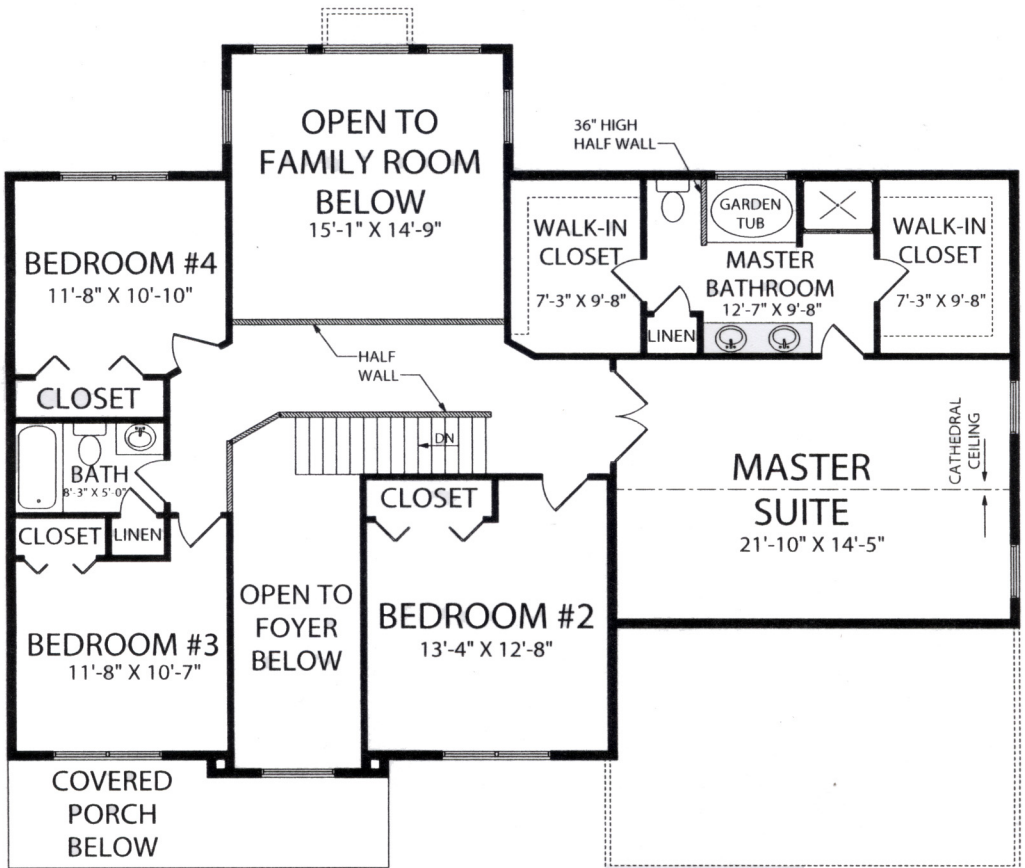 OPEN TO
FAMILY ROOM
BELOW
15'-1" X 14'-9"
36" HIGH
HALF WALL
BEDROOM #4
11'-8" X 10'-10"
CLOSET
WALK-IN
CLOSET
7'-3" X 9'-8"
GARDEN
TUB
MASTER
BATHROOM
12'-7" X 9'-8"
LINEN
WALK-IN
CLOSET
7'-3" X 9'-8"
HALF
WALL
DN
BATH
8'-3" X 5'-0"
CLOSET
LINEN
BEDROOM #3
11'-8" X 10'-7"
OPEN TO
FOYER
BELOW
CLOSET
BEDROOM #2
13'-4" X 12'-8"
MASTER
SUITE
21'-10" X 14'-5"
CATHEDRAL
CEILING
COVERED
PORCH
BELOW